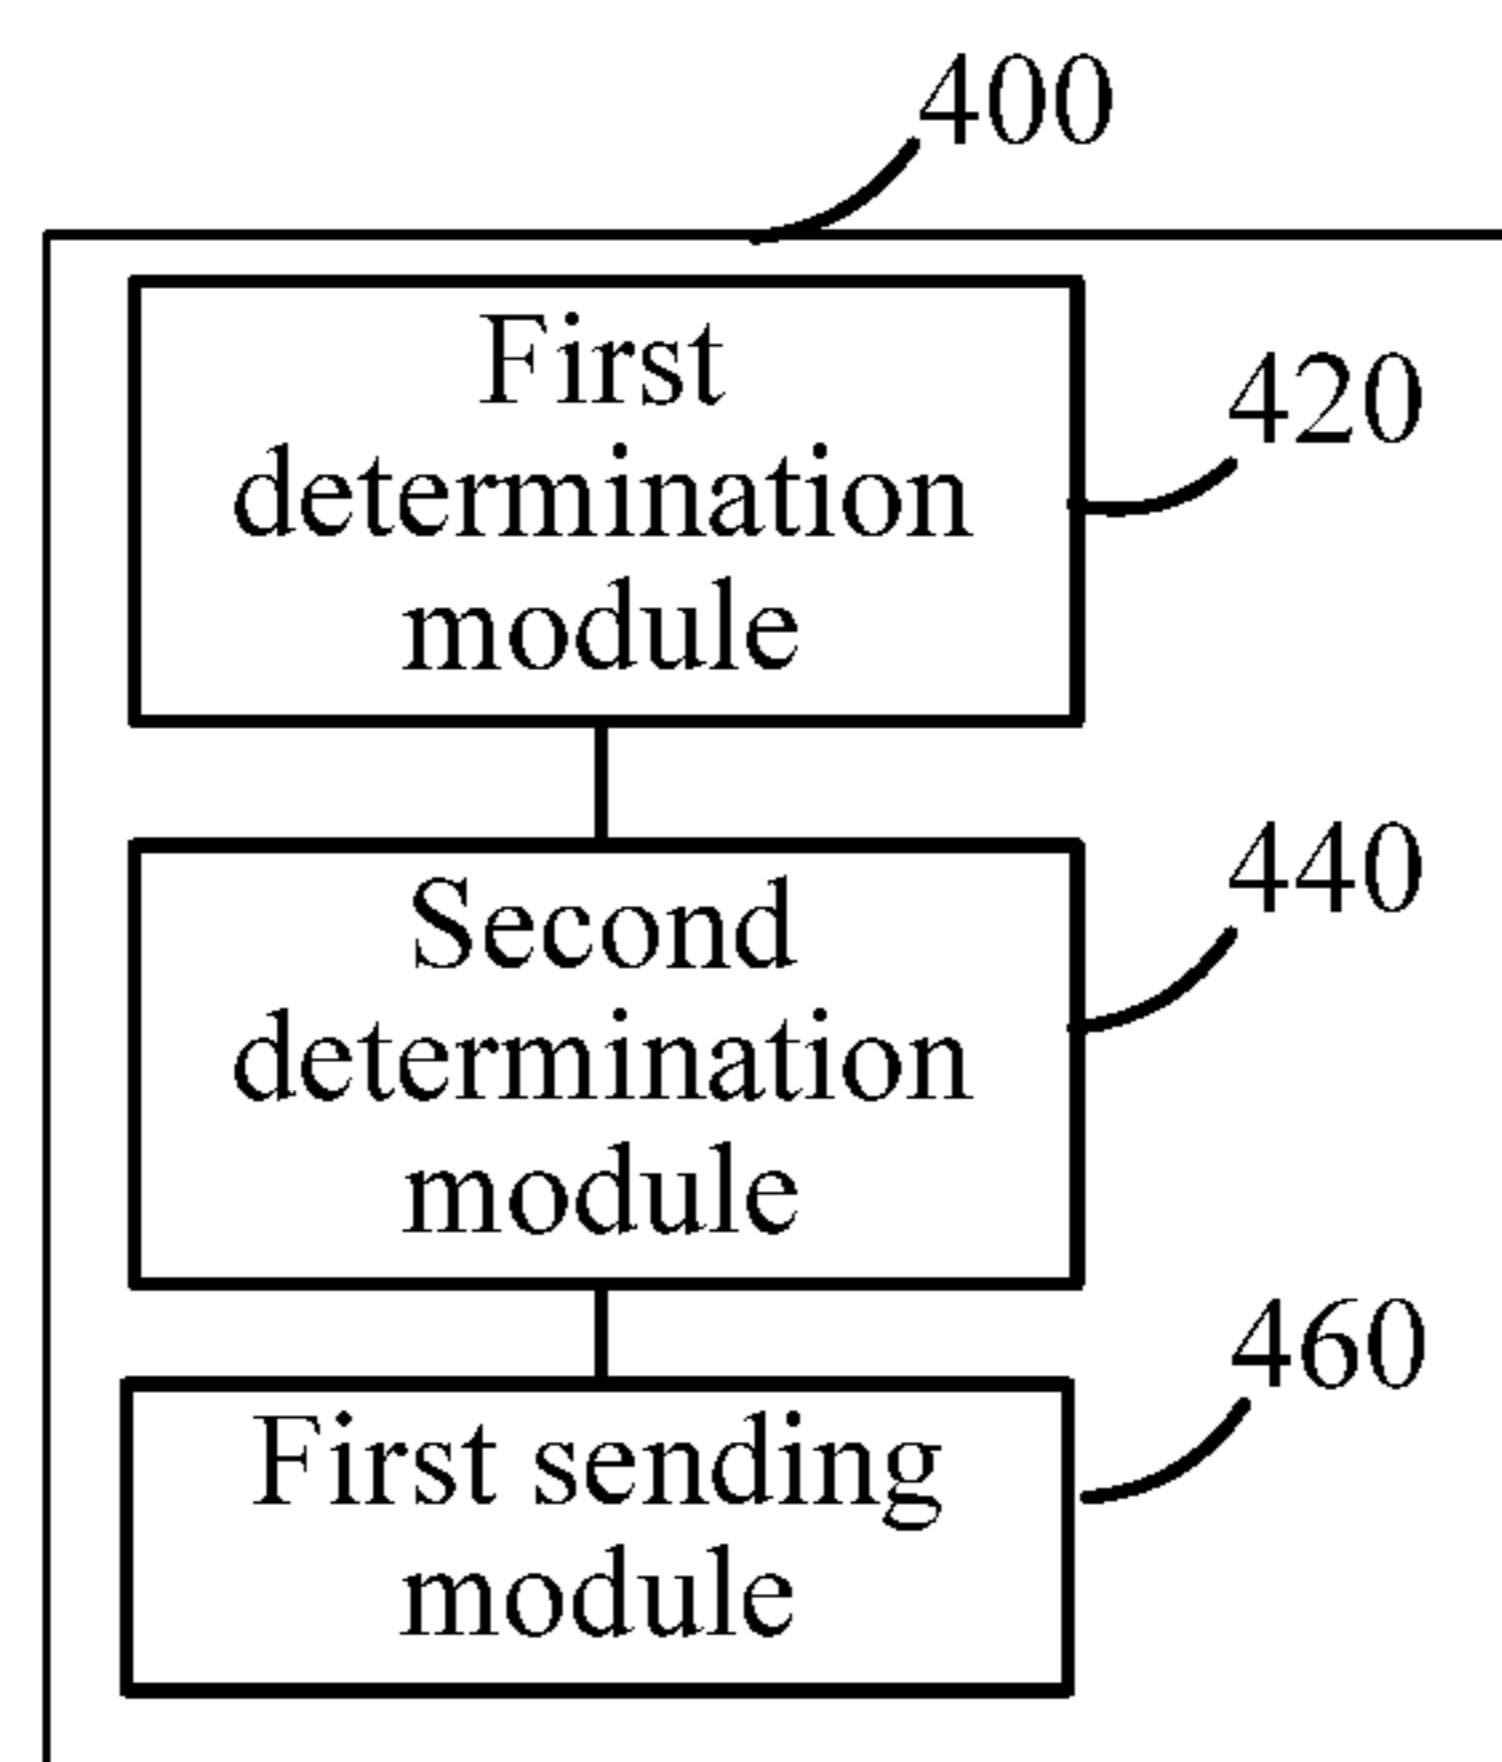 400
First
determination
module
420
Second
determination
module
440
First sending
module
460